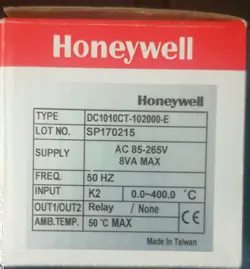 Honeywell
Honeywell
TYPE DC1010CT-102000-E
LOT NO. SP170215
SUPPLY AC 85-265V
8VA MAX
FREQ. 50 HZ
INPUT K2 0.0~400.0 °C
OUT1/OUT2 Relay / None
AMB.TEMP. 50 °C MAX
CE
Made In Taiwan